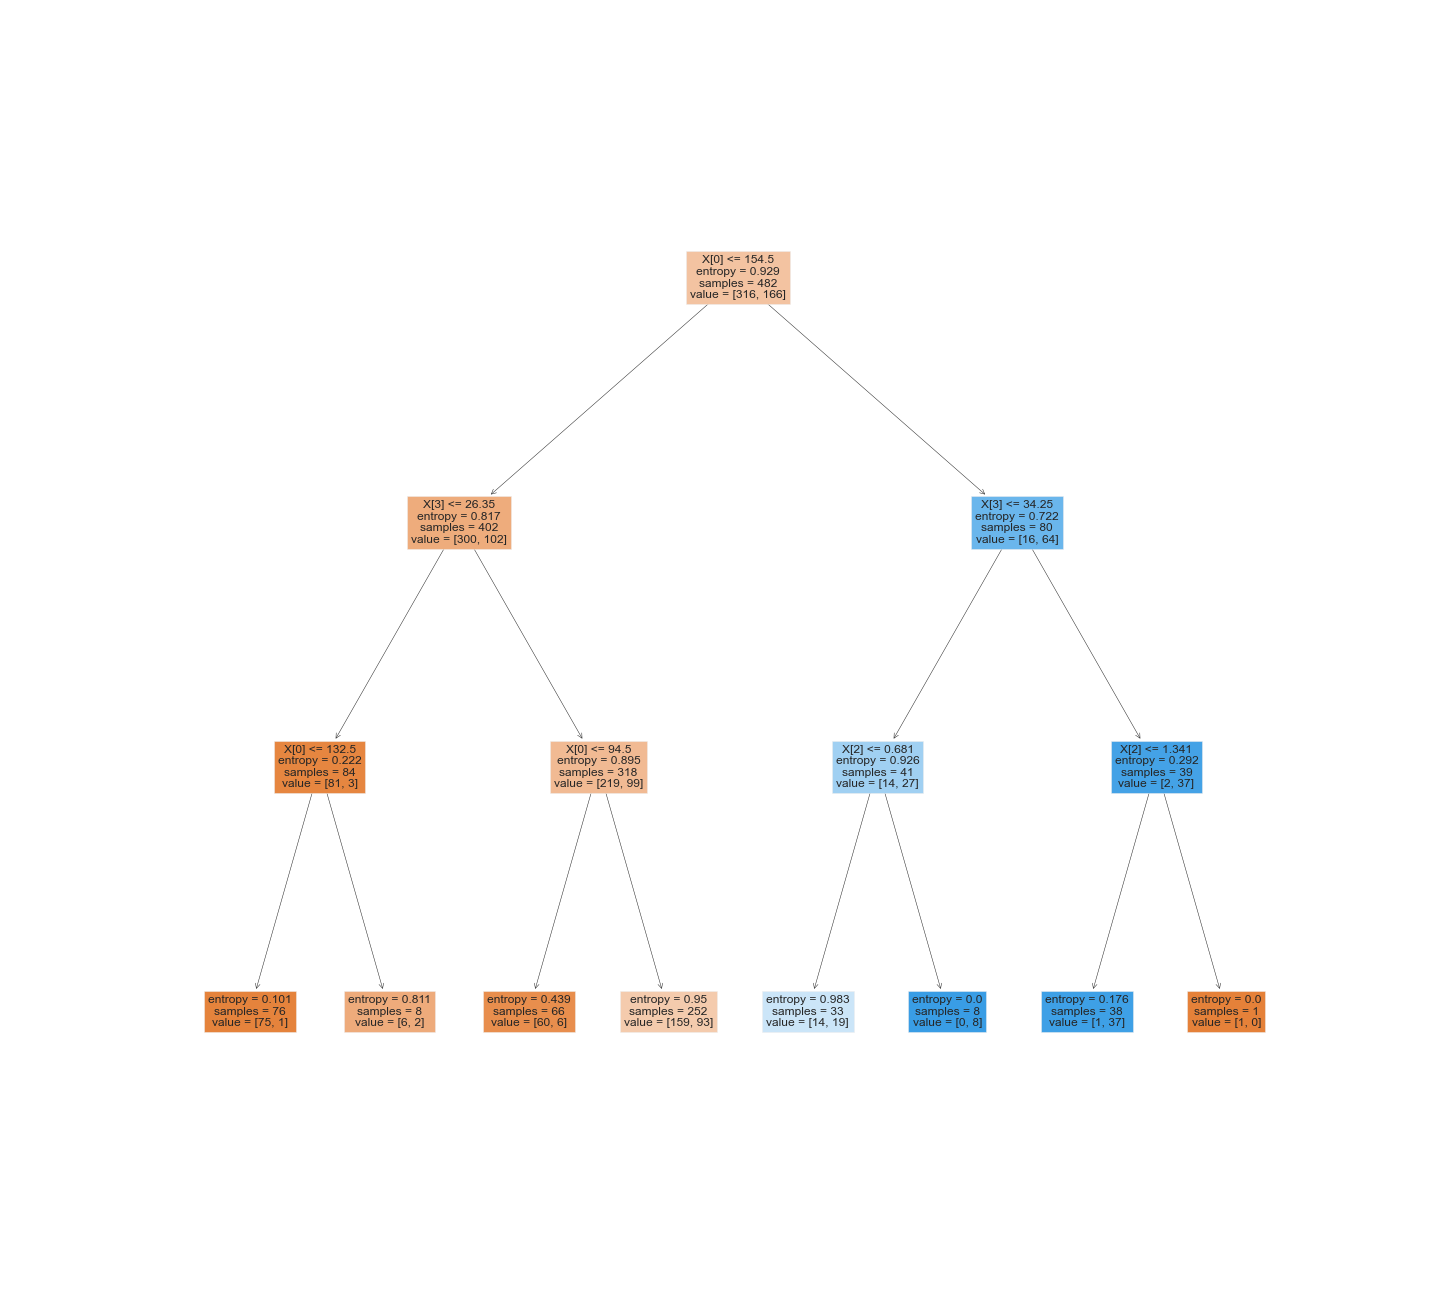 X[0] <= 154.5
entropy = 0.929
samples = 482
value = [316, 166]
X[3] <= 26.35
entropy = 0.817
samples = 402
value = [300, 102]
X[3] <= 34.25
entropy = 0.722
samples = 80
value = [16, 64]
X[0] <= 132.5
entropy = 0.222
samples = 84
value = [81, 3]
X[0] <= 94.5
entropy = 0.895
samples = 318
value = [219, 99]
X[2] <= 0.681
entropy = 0.926
samples = 41
value = [14, 27]
X[2] <= 1.341
entropy = 0.292
samples = 39
value = [2, 37]
entropy = 0.101
samples = 76
value = [75, 1]
entropy = 0.811
samples = 8
value = [6, 2]
entropy = 0.439
samples = 66
value = [60, 6]
entropy = 0.95
samples = 252
value = [159, 93]
entropy = 0.983
samples = 33
value = [14, 19]
entropy = 0.0
samples = 8
value = [0, 8]
entropy = 0.176
samples = 38
value = [1, 37]
entropy = 0.0
samples = 1
value = [1, 0]